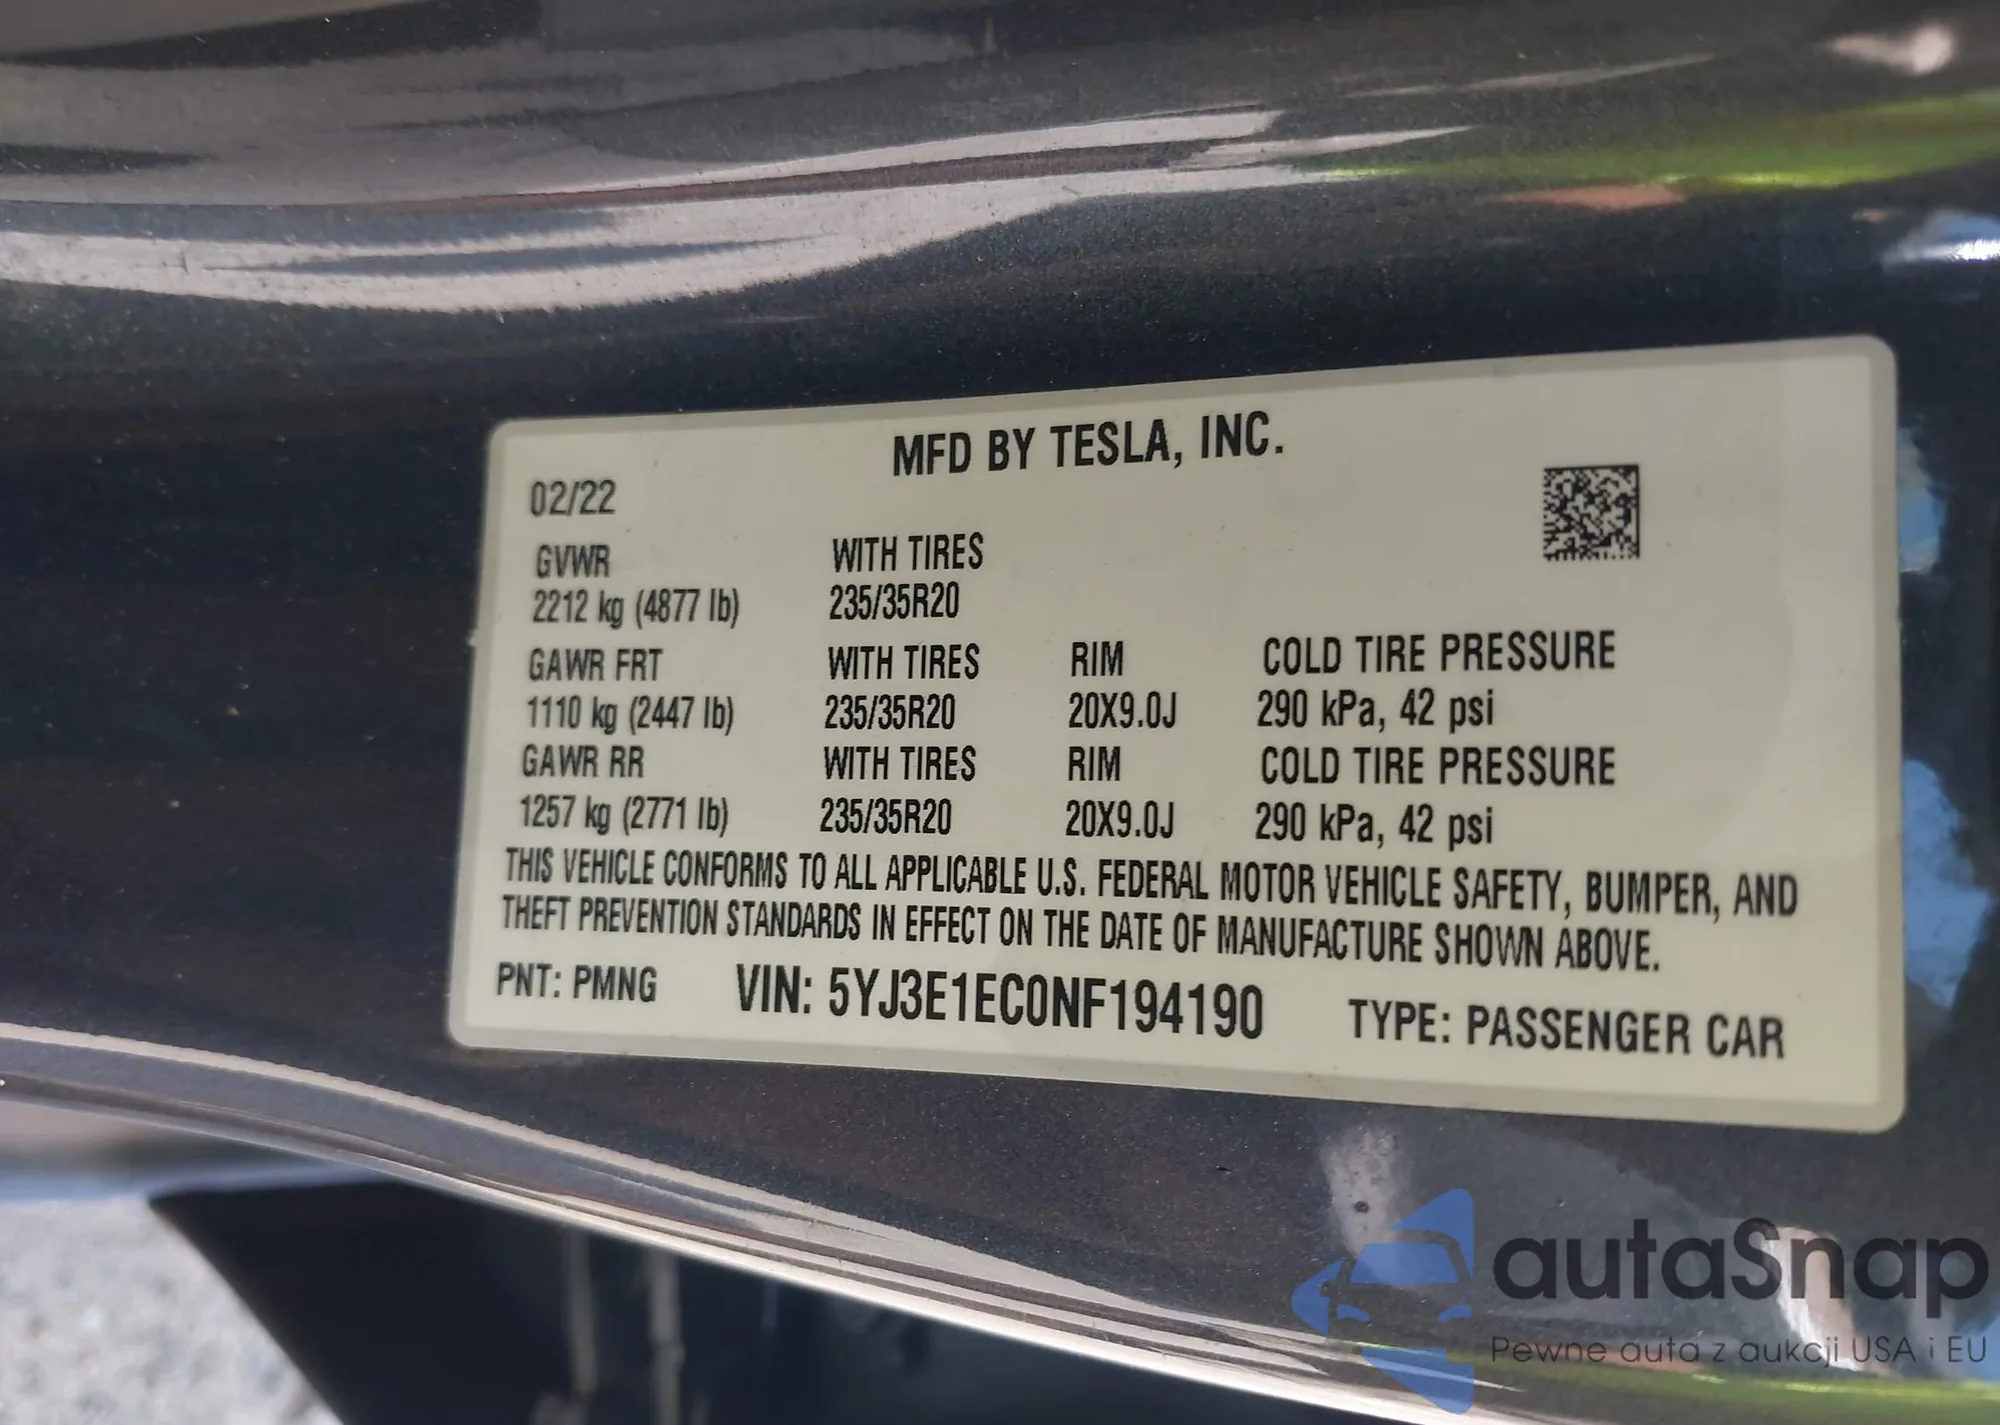 MFD BY TESLA, INC.
02/22
GVWR WITH TIRES
2212 kg (4877 lb) 235/35R20
GAWR FRT WITH TIRES RIM COLD TIRE PRESSURE
1110 kg (2447 lb) 235/35R20 20X9.0J 290 kPa, 42 psi
GAWR RR WITH TIRES RIM COLD TIRE PRESSURE
1257 kg (2771 lb) 235/35R20 20X9.0J 290 kPa, 42 psi
THIS VEHICLE CONFORMS TO ALL APPLICABLE U.S. FEDERAL MOTOR VEHICLE SAFETY, BUMPER, AND
THEFT PREVENTION STANDARDS IN EFFECT ON THE DATE OF MANUFACTURE SHOWN ABOVE.
PNT: PMNG VIN: 5YJ3E1EC0NF194190 TYPE: PASSENGER CAR
autaSnap
Pewne auta z aukcji USA i EU